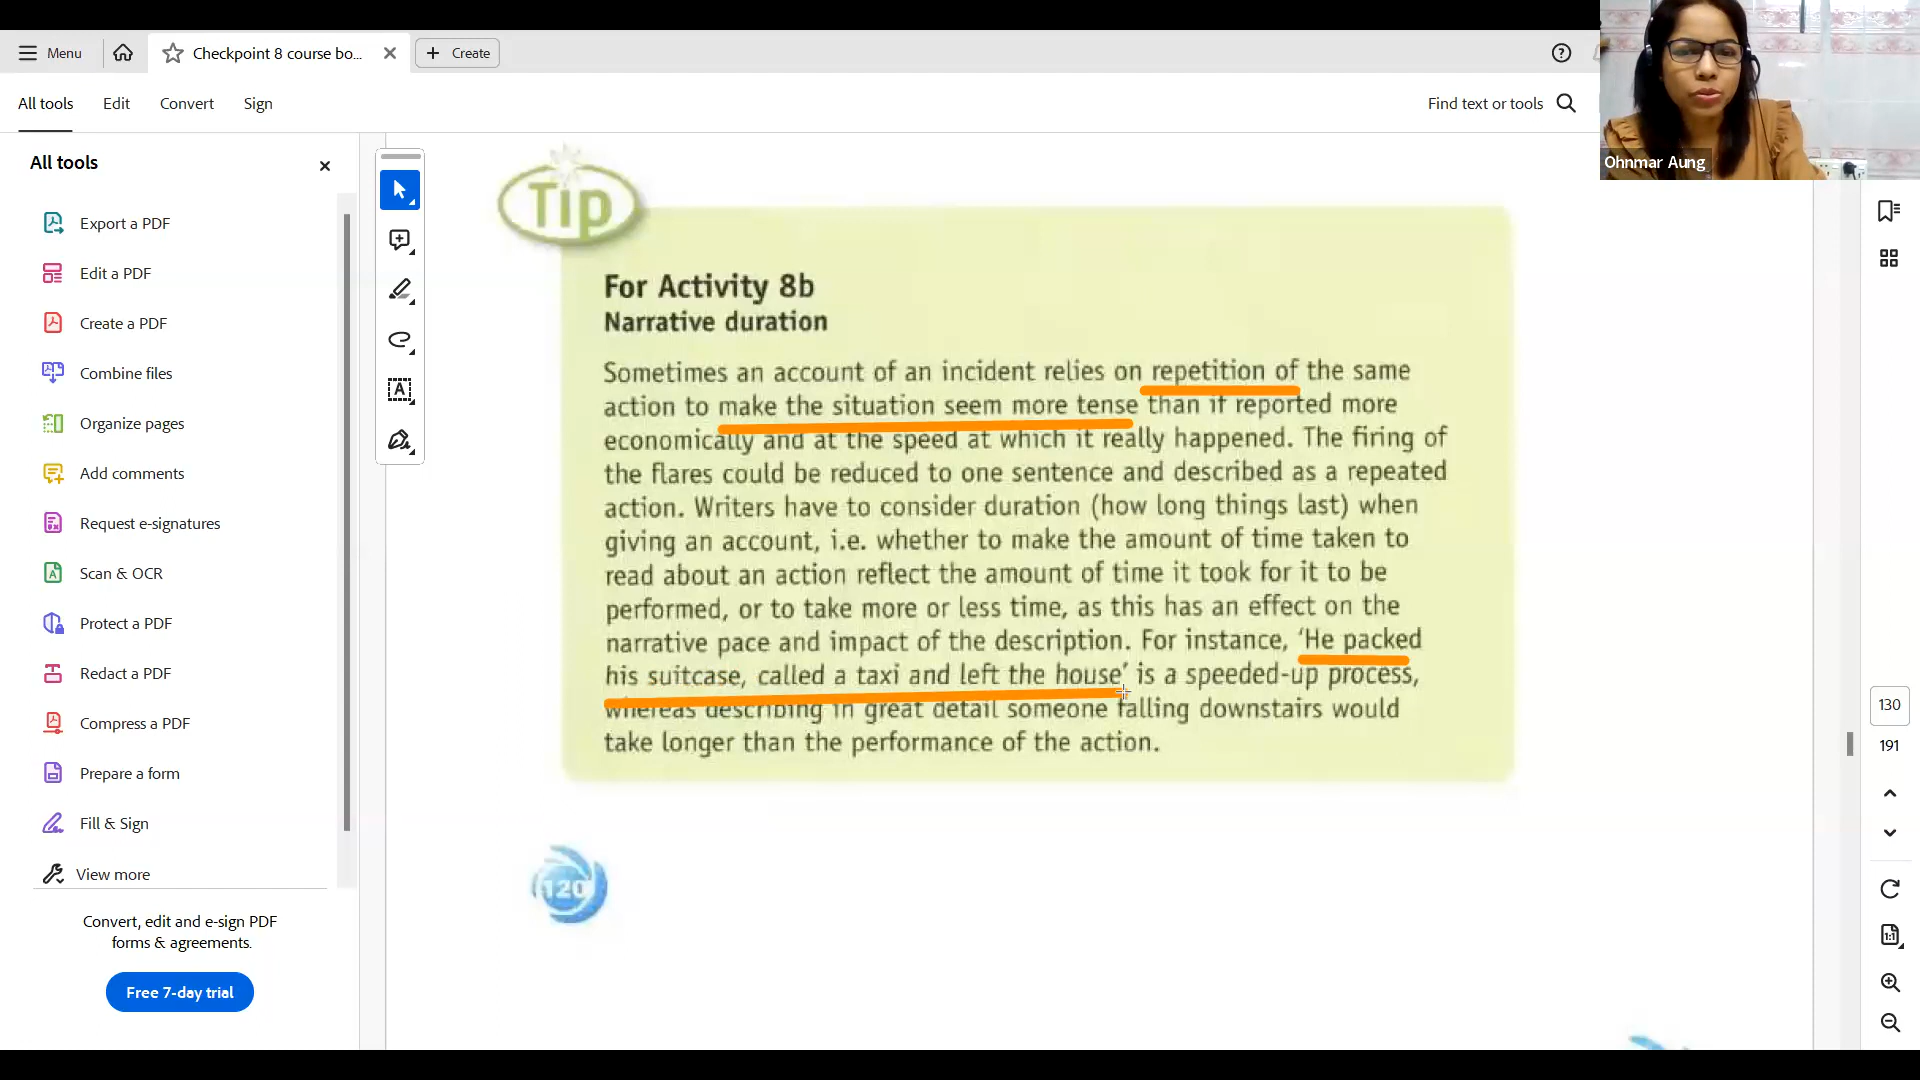 Menu
Checkpoint 8 course bo...
Create
All tools
Edit
Convert
Sign
Find text or tools
Ohnmar Aung
All tools
Export a PDF
Edit a PDF
Create a PDF
Combine files
Organize pages
Add comments
Request e-signatures
Scan & OCR
Protect a PDF
Redact a PDF
Compress a PDF
Prepare a form
Fill & Sign
View more
Convert, edit and e-sign PDF
forms & agreements.
Free 7-day trial
Tip
For Activity 8b
Narrative duration
Sometimes an account of an incident relies on repetition of the same
action to make the situation seem more tense than if reported more
economically and at the speed at which it really happened. The firing of
the flares could be reduced to one sentence and described as a repeated
action. Writers have to consider duration (how long things last) when
giving an account, i.e. whether to make the amount of time taken to
read about an action reflect the amount of time it took for it to be
performed, or to take more or less time, as this has an effect on the
narrative pace and impact of the description. For instance, ‘He packed
his suitcase, called a taxi and left the house’ is a speeded-up process,
whereas describing in great detail someone falling downstairs would
take longer than the performance of the action.
120
130
191
1:1